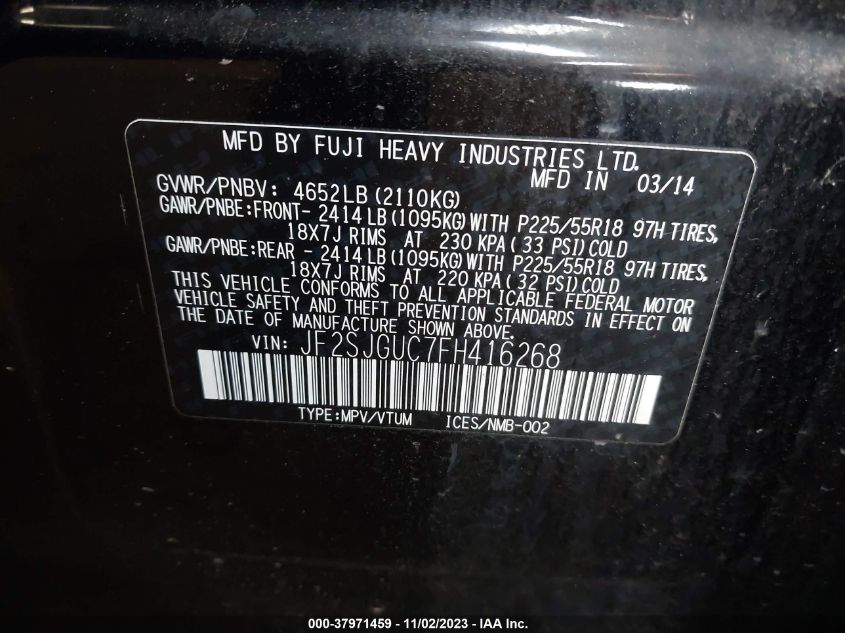 MFD BY FUJI HEAVY INDUSTRIES LTD.
MFD IN 03/14
GVWR/PNBV: 4652LB (2110KG)
GAWR/PNBE:FRONT- 2414LB (1095KG) WITH P225/55R18 97H TIRES,
18X7J RIMS AT 230 KPA ( 33 PSI) COLD
GAWR/PNBE:REAR - 2414LB (1095KG) WITH P225/55R18 97H TIRES,
18X7J RIMS AT 220 KPA ( 32 PSI) COLD
THIS VEHICLE CONFORMS TO ALL APPLICABLE FEDERAL MOTOR
VEHICLE SAFETY AND THEFT PREVENTION STANDARDS IN EFFECT ON
THE DATE OF MANUFACTURE SHOWN ABOVE.
VIN: JF2SJGUC7FH416268
TYPE:MPV/VTUM ICES/NMB-002
000-37971459 - 11/02/2023 - IAA Inc.